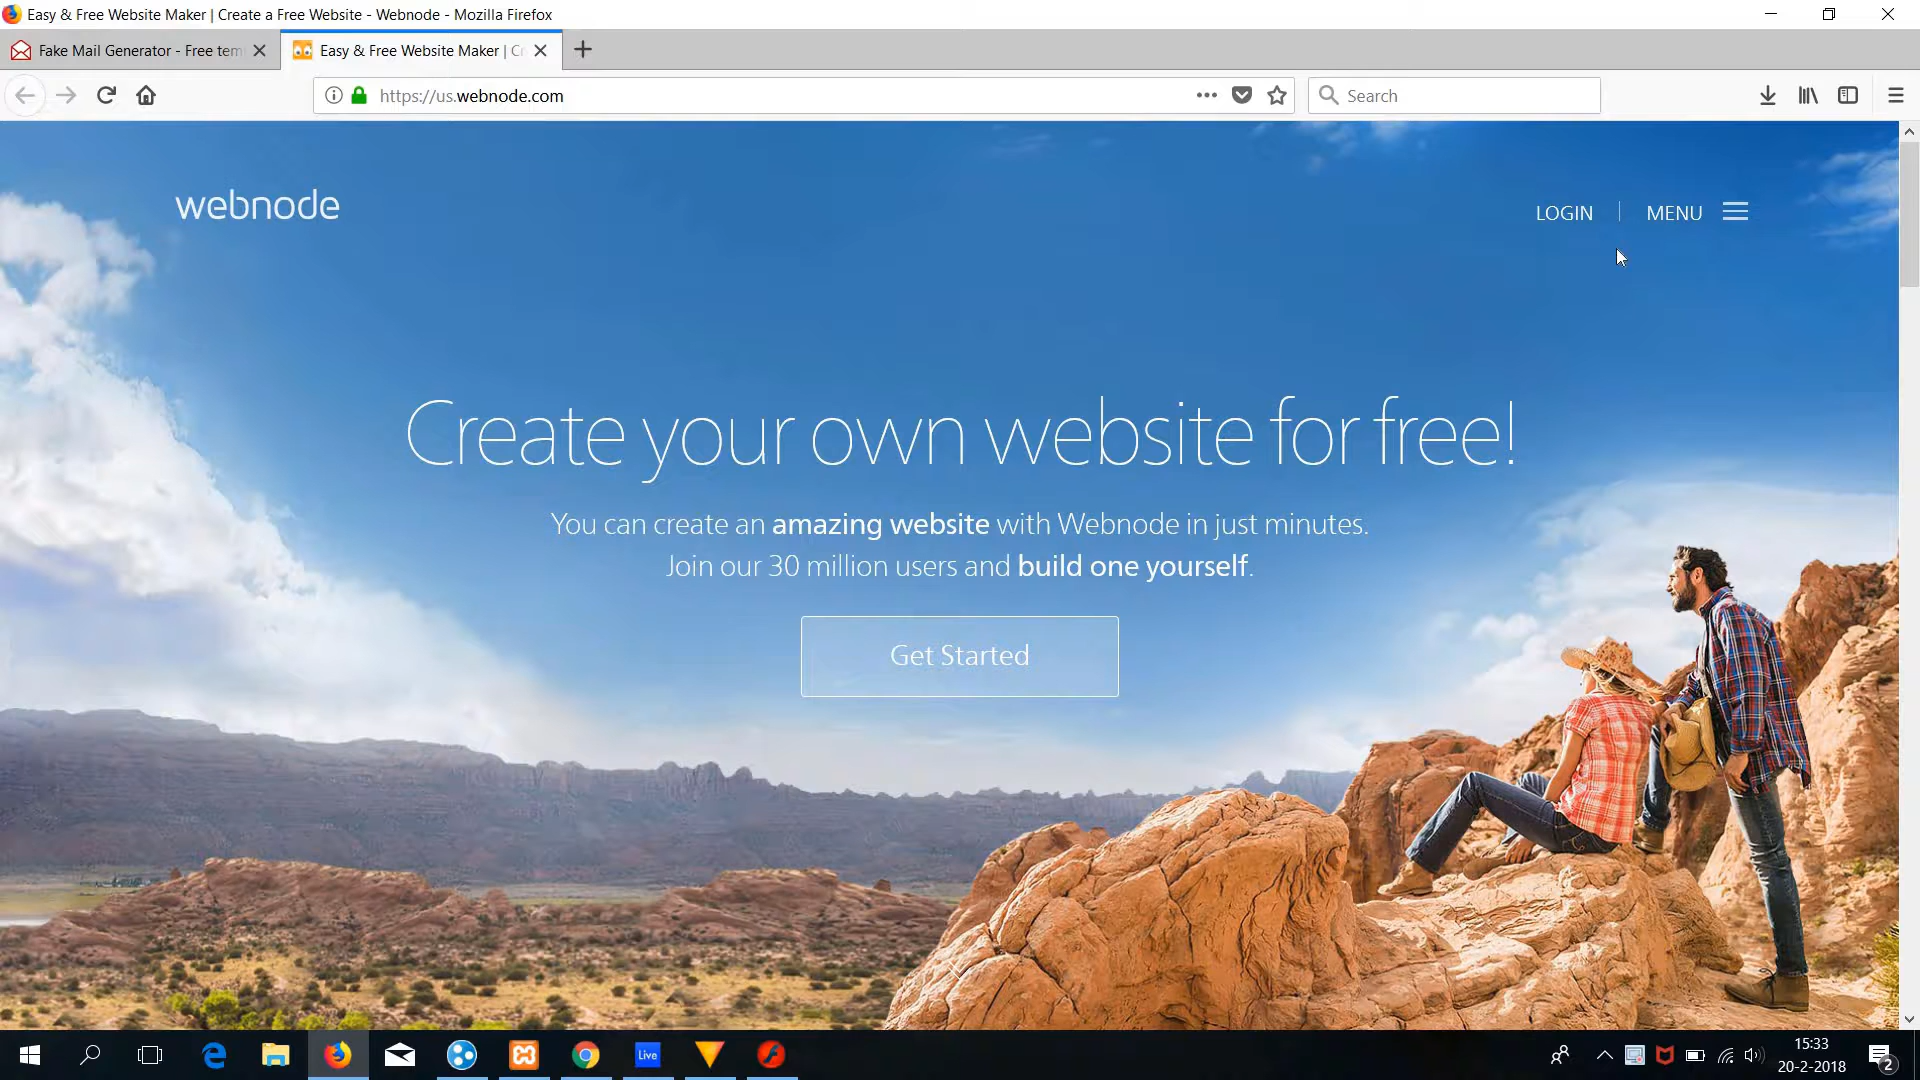 Easy & Free Website Maker | Create a Free Website - Webnode - Mozilla Firefox
Fake Mail Generator - Free tem
Easy & Free Website Maker | Cr
https://us.webnode.com
Search
webnode
LOGIN
MENU
Create your own website for free!
You can create an amazing website with Webnode in just minutes.
Join our 30 million users and build one yourself.
Get Started
Live
15:33
20-2-2018
2